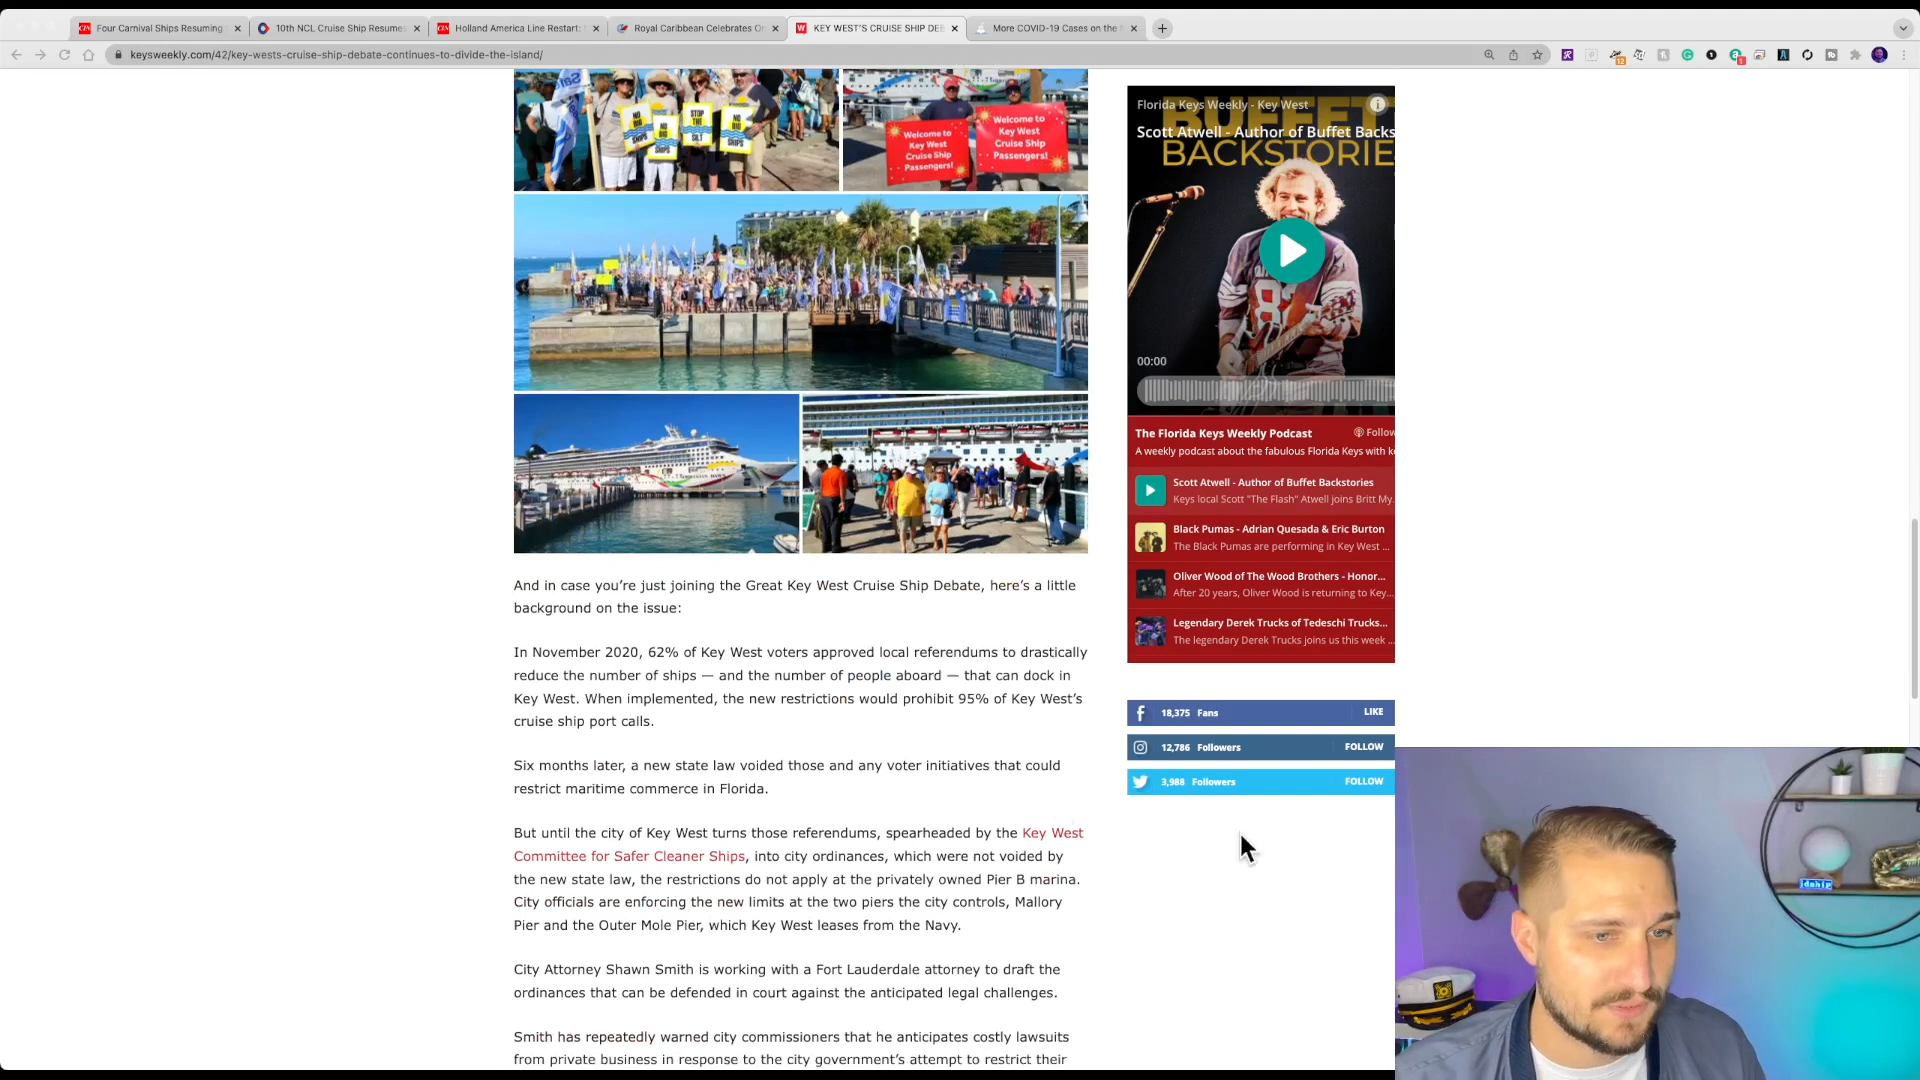 Four Carnival Ships Resuming
10th NCL Cruise Ship Resumes
Holland America Line Restart:
Royal Caribbean Celebrates On
KEY WEST'S CRUISE SHIP DEB
More COVID-19 Cases on the
keysweekly.com/42/key-wests-cruise-ship-debate-continues-to-divide-the-island/
NO BIG SHIPS
NO BIG SHIPS
STOP THE SILT
NO BIG SHIPS
Welcome to Key West Cruise Ship Passengers!
Welcome to Key West Cruise Ship Passengers!
And in case you're just joining the Great Key West Cruise Ship Debate, here's a little
background on the issue:
In November 2020, 62% of Key West voters approved local referendums to drastically
reduce the number of ships — and the number of people aboard — that can dock in
Key West. When implemented, the new restrictions would prohibit 95% of Key West's
cruise ship port calls.
Six months later, a new state law voided those and any voter initiatives that could
restrict maritime commerce in Florida.
But until the city of Key West turns those referendums, spearheaded by the Key West
Committee for Safer Cleaner Ships, into city ordinances, which were not voided by
the new state law, the restrictions do not apply at the privately owned Pier B marina.
City officials are enforcing the new limits at the two piers the city controls, Mallory
Pier and the Outer Mole Pier, which Key West leases from the Navy.
City Attorney Shawn Smith is working with a Fort Lauderdale attorney to draft the
ordinances that can be defended in court against the anticipated legal challenges.
Smith has repeatedly warned city commissioners that he anticipates costly lawsuits
from private business in response to the city government's attempt to restrict their
Florida Keys Weekly - Key West
BUFFET
Scott Atwell - Author of Buffet Backs
BACKSTORIE
00:00
The Florida Keys Weekly Podcast
Follow
A weekly podcast about the fabulous Florida Keys with k
Scott Atwell - Author of Buffet Backstories
Keys local Scott "The Flash" Atwell joins Britt My...
Black Pumas - Adrian Quesada & Eric Burton
The Black Pumas are performing in Key West ...
Oliver Wood of The Wood Brothers - Honor...
After 20 years, Oliver Wood is returning to Key...
Legendary Derek Trucks of Tedeschi Trucks...
The legendary Derek Trucks joins us this week ...
18,375 Fans LIKE
12,786 Followers FOLLOW
3,988 Followers FOLLOW